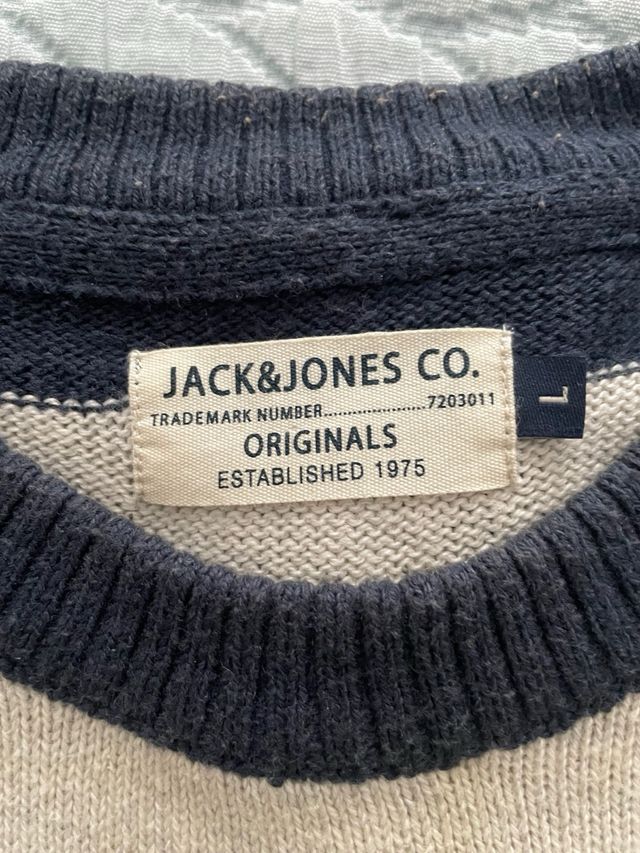 JACK&JONES CO.
TRADEMARK NUMBER......................7203011
ORIGINALS
ESTABLISHED 1975
L